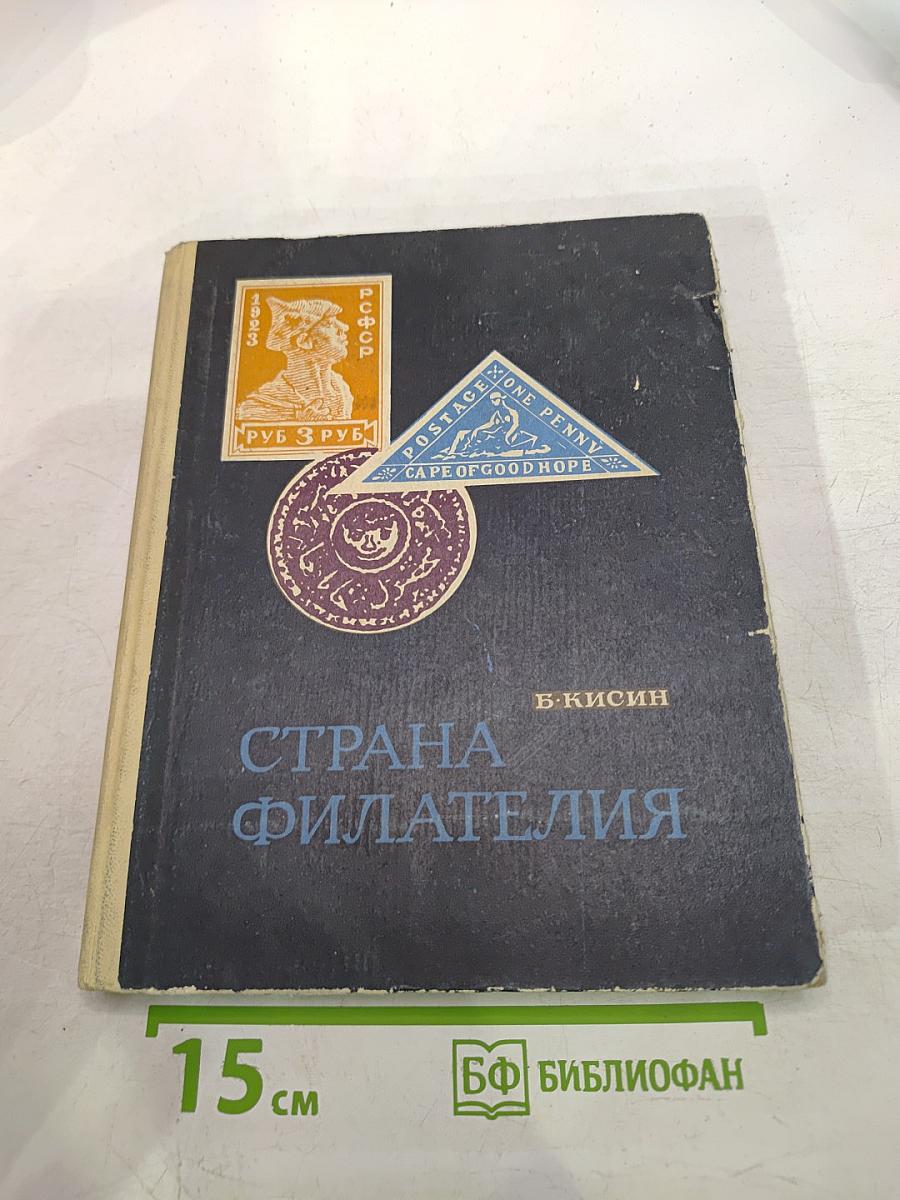 1923
РСФСР
РУБ 3 РУБ
POSTAGE
ONE PENNY
CAPE OF GOOD HOPE
Б·КИСИН
СТРАНА
ФИЛАТЕЛИЯ
15 см
БФ БИБЛИОФАН